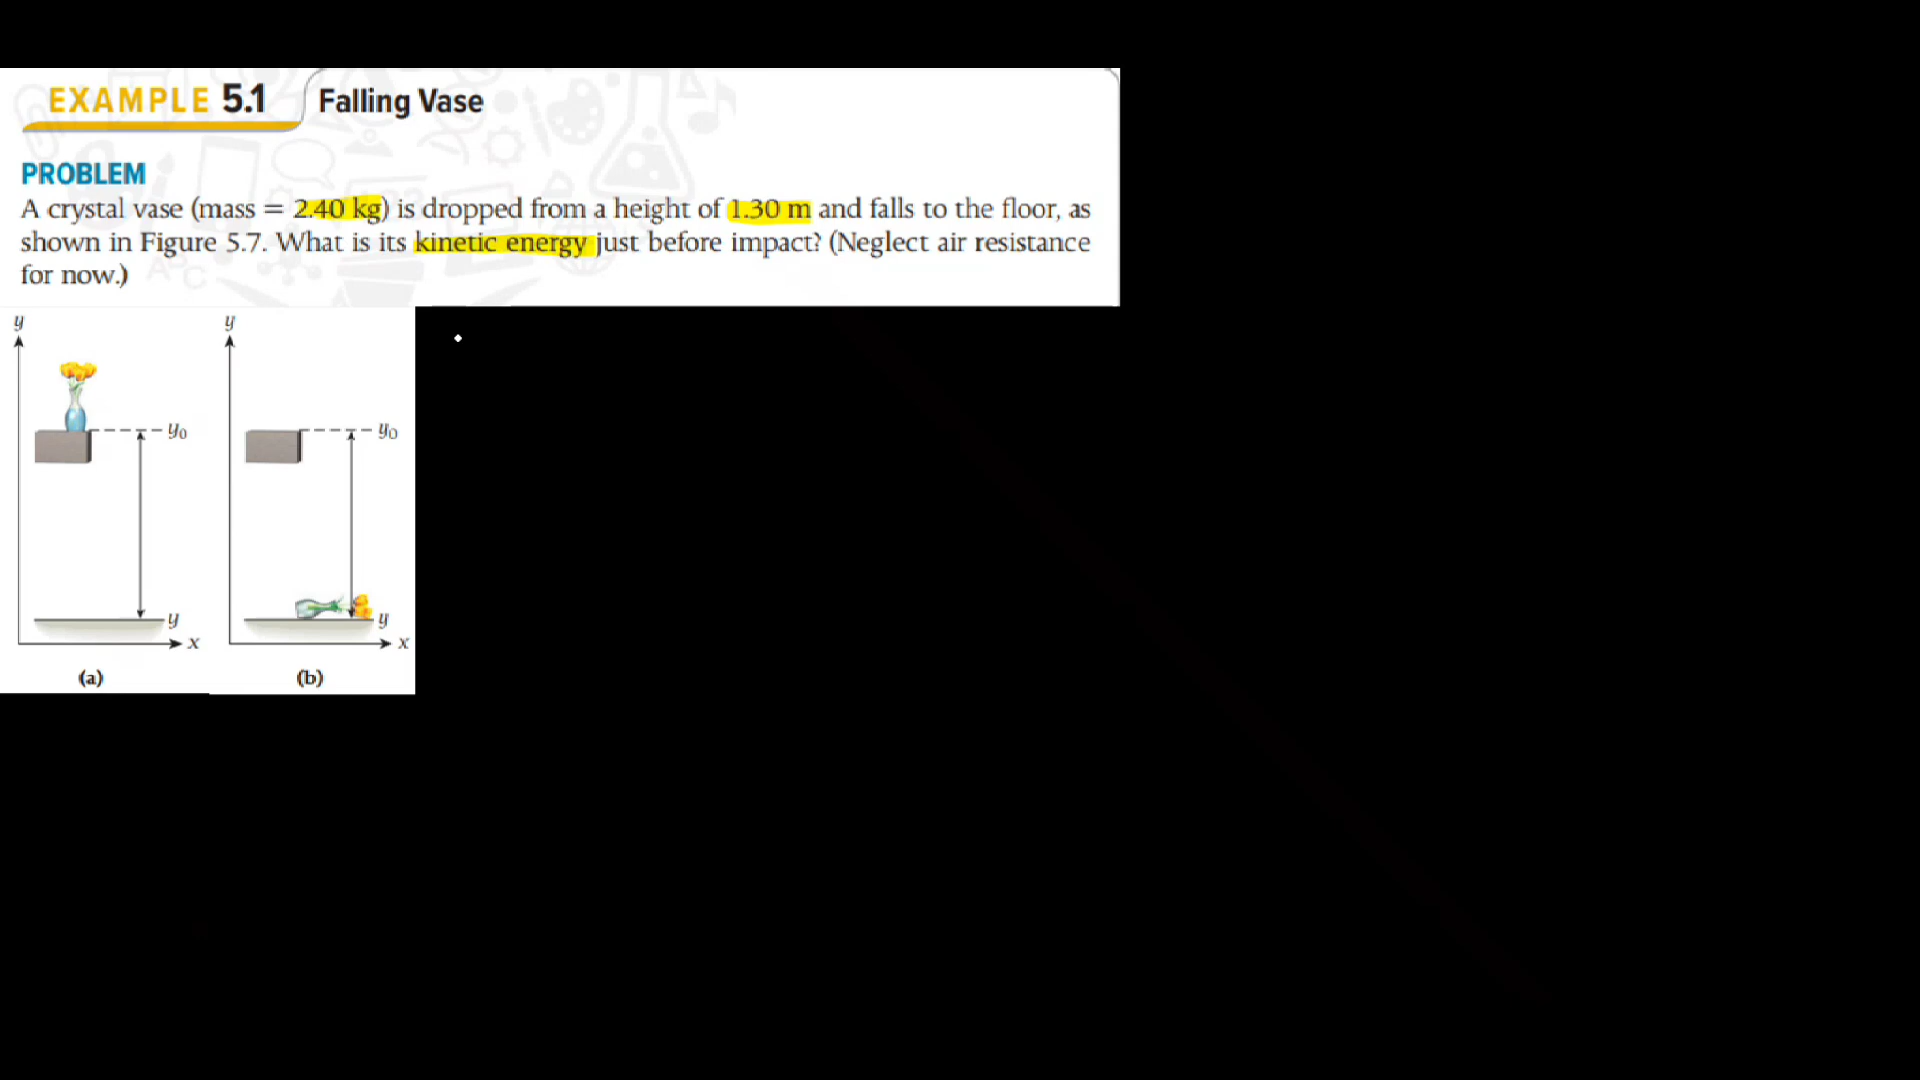 EXAMPLE 5.1 Falling Vase
PROBLEM
A crystal vase (mass = 2.40 kg) is dropped from a height of 1.30 m and falls to the floor, as
shown in Figure 5.7. What is its kinetic energy just before impact? (Neglect air resistance
for now.)
y y
y0 y0
y y
x x
(a) (b)